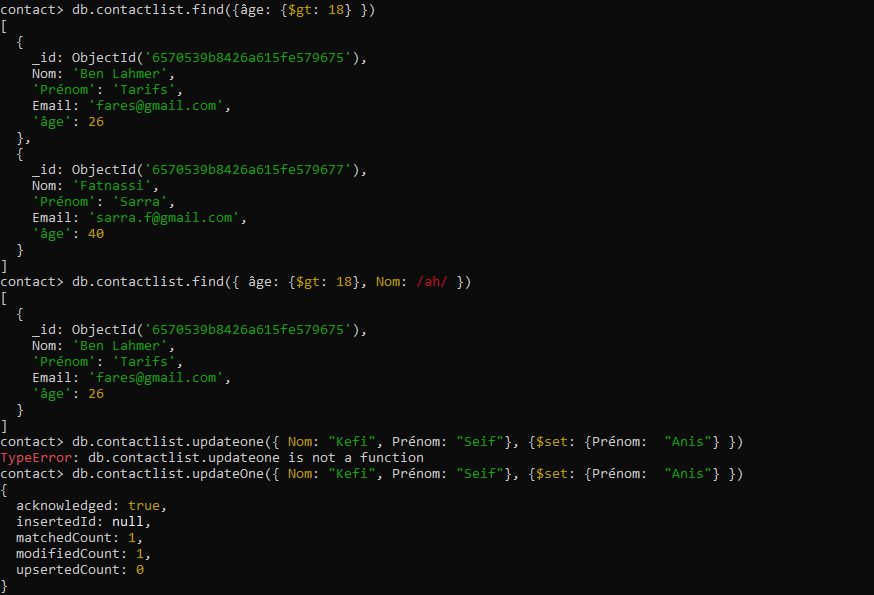 contact> db.contactlist.find({âge: {$gt: 18} })
[
  {
    _id: ObjectId('6570539b8426a615fe579675'),
    Nom: 'Ben Lahmer',
    'Prénom': 'Tarifs',
    Email: 'fares@gmail.com',
    'âge': 26
  },
  {
    _id: ObjectId('6570539b8426a615fe579677'),
    Nom: 'Fatnassi',
    'Prénom': 'Sarra',
    Email: 'sarra.f@gmail.com',
    'âge': 40
  }
]
contact> db.contactlist.find({ âge: {$gt: 18}, Nom: /ah/ })
[
  {
    _id: ObjectId('6570539b8426a615fe579675'),
    Nom: 'Ben Lahmer',
    'Prénom': 'Tarifs',
    Email: 'fares@gmail.com',
    'âge': 26
  }
]
contact> db.contactlist.updateone({ Nom: "Kefi", Prénom: "Seif"}, {$set: {Prénom:  "Anis"} })
TypeError: db.contactlist.updateone is not a function
contact> db.contactlist.updateOne({ Nom: "Kefi", Prénom: "Seif"}, {$set: {Prénom:  "Anis"} })
{
  acknowledged: true,
  insertedId: null,
  matchedCount: 1,
  modifiedCount: 1,
  upsertedCount: 0
}